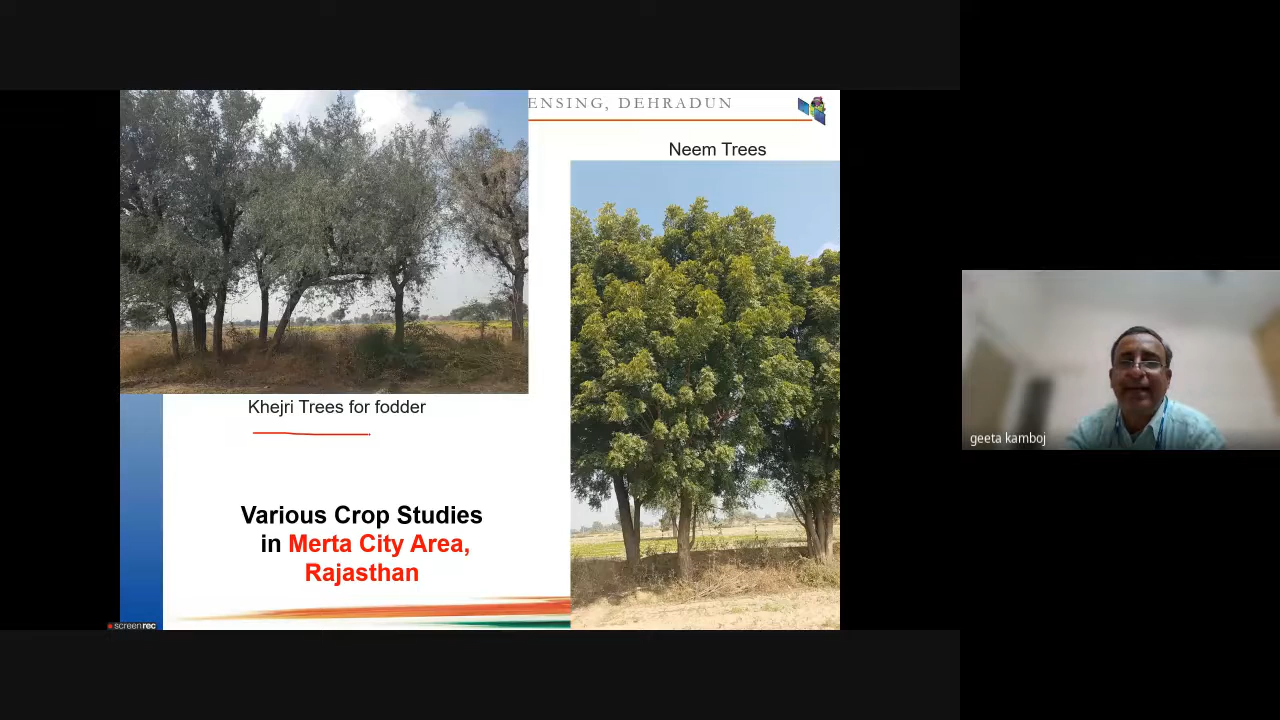 ENSING, DEHRADUN
Neem Trees
Khejri Trees for fodder
Various Crop Studies
in Merta City Area,
Rajasthan
geeta kamboj
screenrec